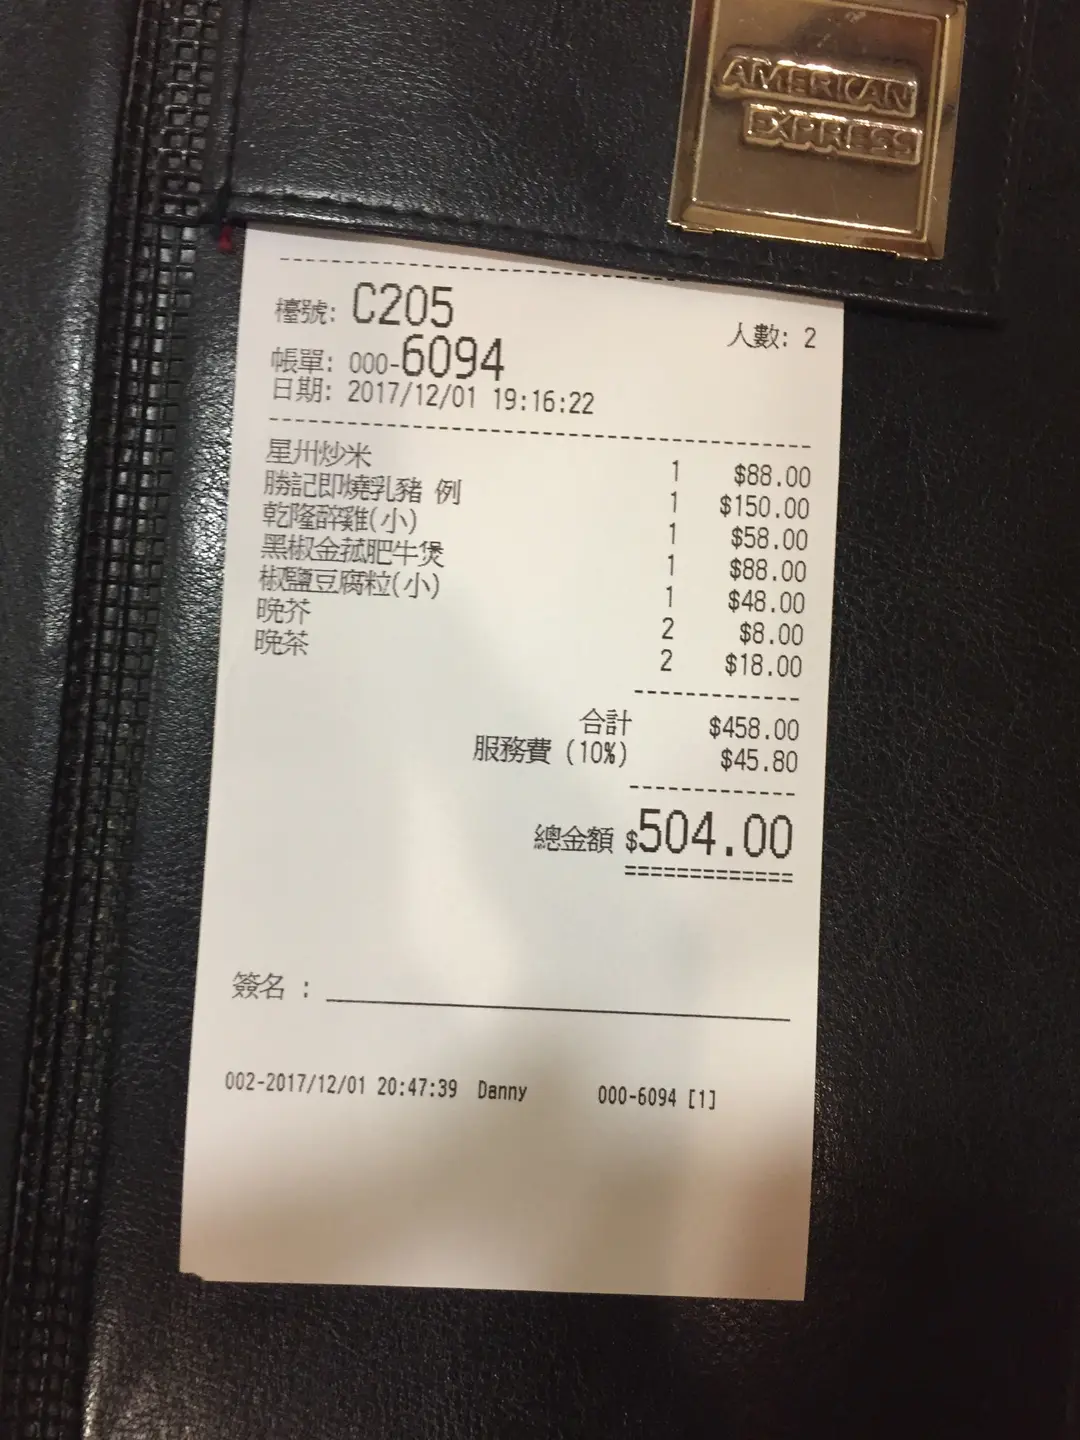 AMERICAN
EXPRESS
檯號: C205
人數: 2
帳單: 000-6094
日期: 2017/12/01 19:16:22
星卅炒米 1 $88.00
勝記即燒乳豬 例 1 $150.00
乾隆醉雞(小) 1 $58.00
黑椒金菰肥牛煲 1 $88.00
椒鹽豆腐粒(小) 1 $48.00
晚芥 2 $8.00
晚茶 2 $18.00
合計 $458.00
服務費 (10%) $45.80
總金額 $504.00
簽名 :
002-2017/12/01 20:47:39 Danny 000-6094 [1]